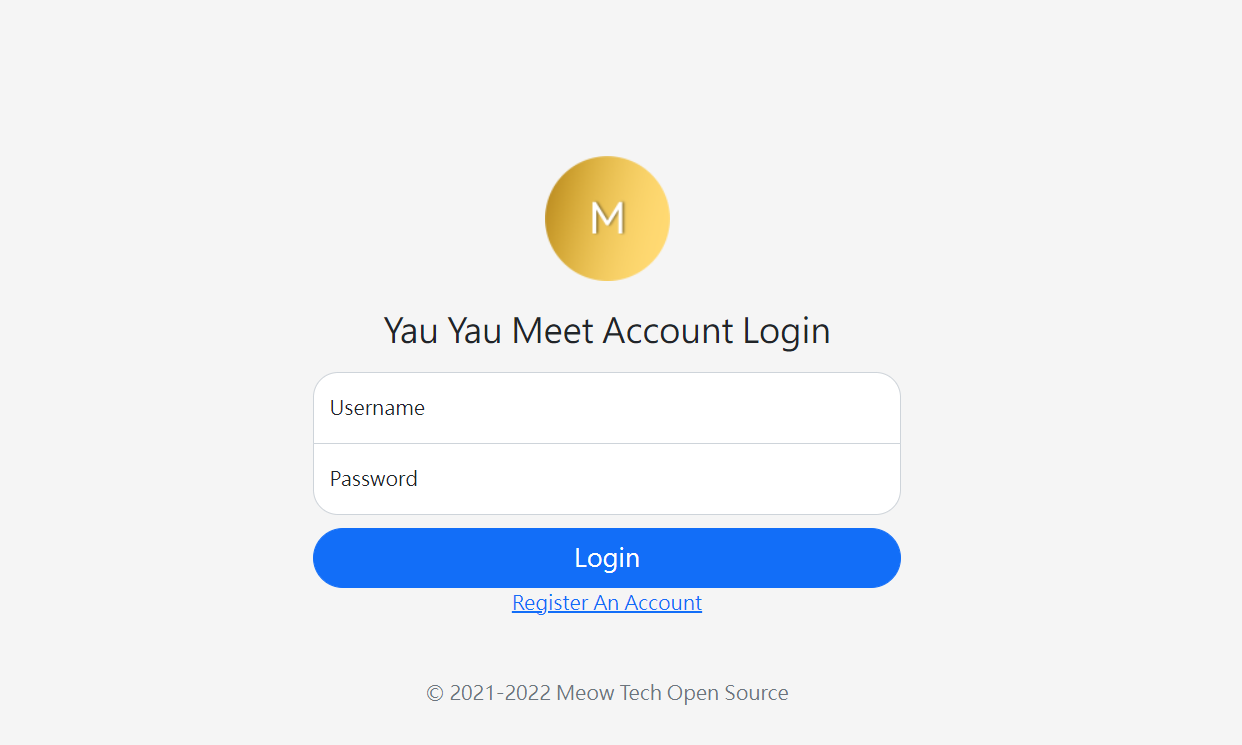 M
Yau Yau Meet Account Login
Username
Password
Login
Register An Account
© 2021-2022 Meow Tech Open Source